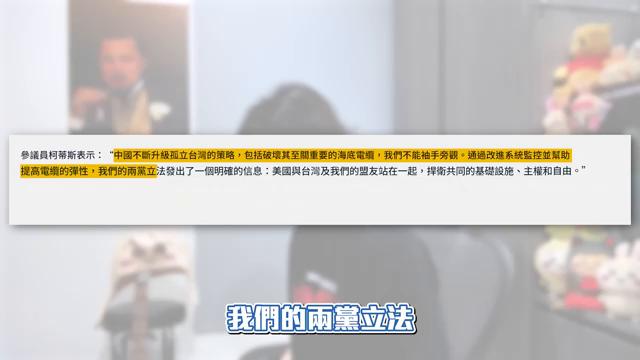 參議員柯蒂斯表示：“中國不斷升級孤立台灣的策略，包括破壞其至關重要的海底電纜，我們不能袖手旁觀。通過改進系統監控並幫助
提高電纜的彈性，我們的兩黨立法發出了一個明確的信息：美國與台灣及我們的盟友站在一起，捍衛共同的基礎設施、主權和自由。”
我們的兩黨立法